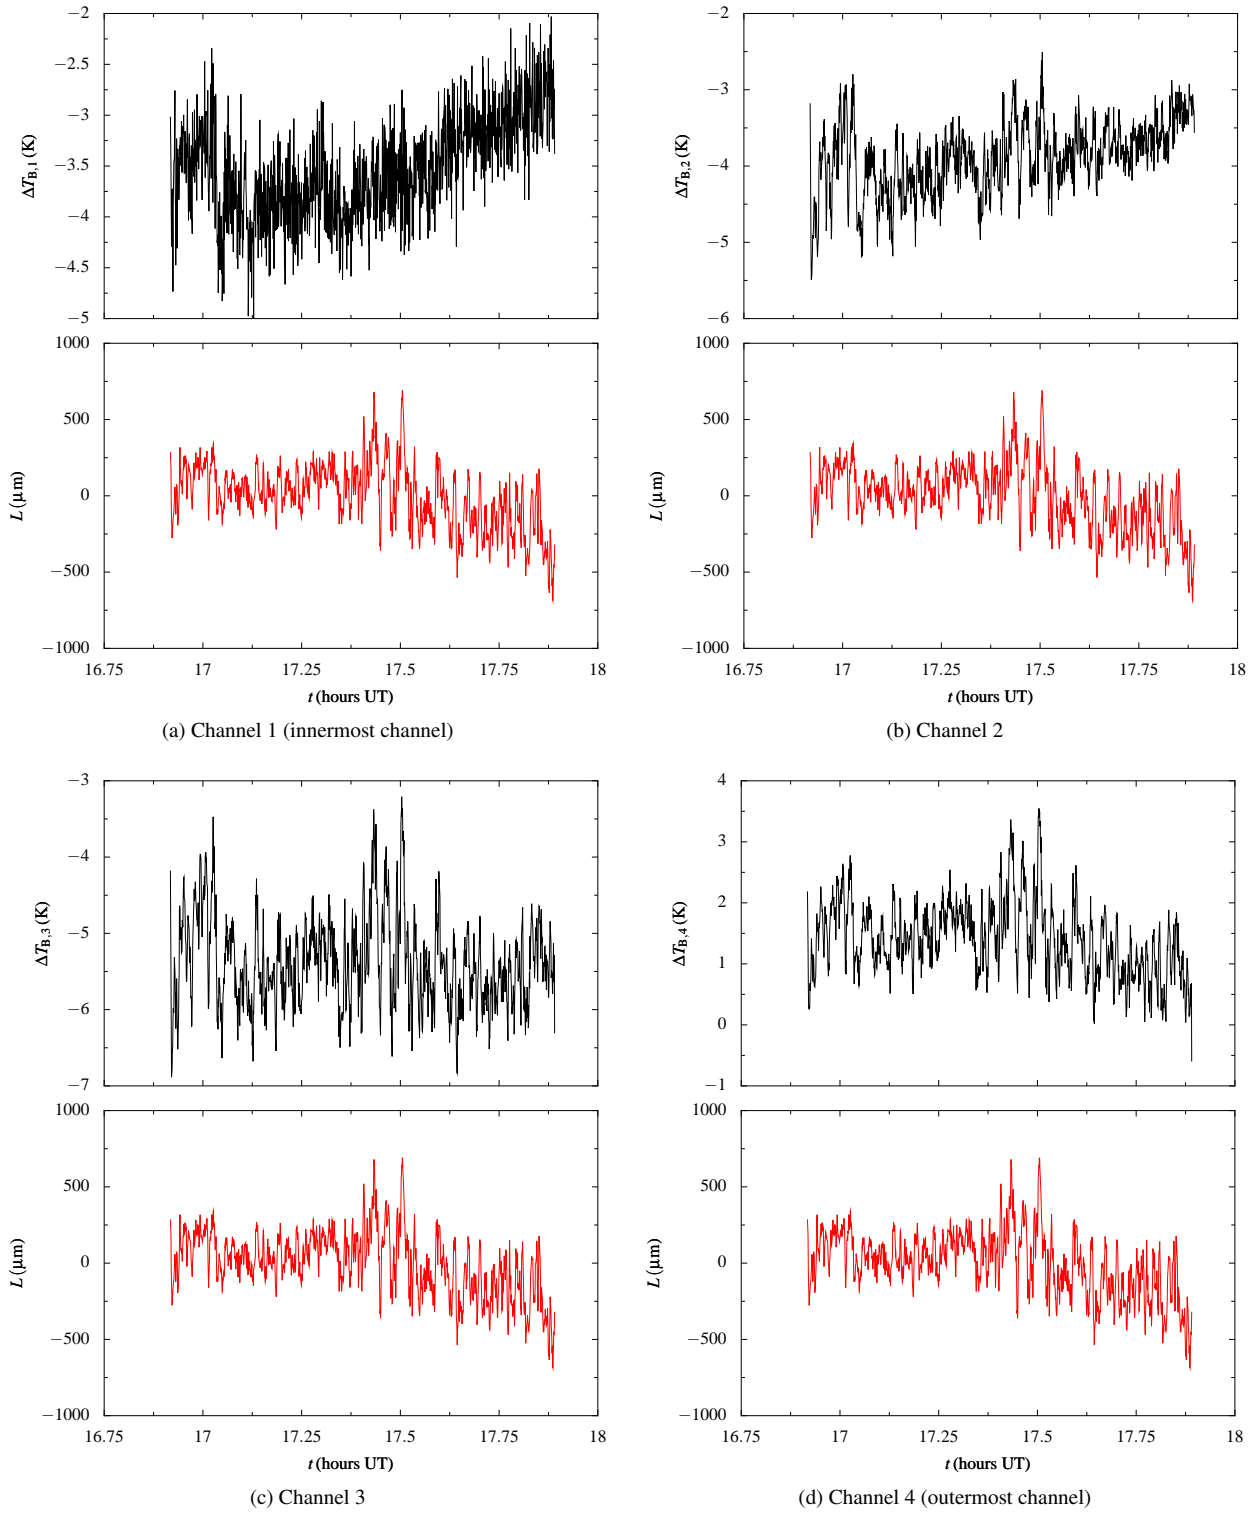 −2
−2.5
−3
−3.5
−4
−4.5
−5
ΔT_B,1 (K)
1000
500
0
−500
−1000
L (µm)
16.75 17 17.25 17.5 17.75 18
t (hours UT)
(a) Channel 1 (innermost channel)
−2
−3
−4
−5
−6
ΔT_B,2 (K)
1000
500
0
−500
−1000
L (µm)
16.75 17 17.25 17.5 17.75 18
t (hours UT)
(b) Channel 2
−3
−4
−5
−6
−7
ΔT_B,3 (K)
1000
500
0
−500
−1000
L (µm)
16.75 17 17.25 17.5 17.75 18
t (hours UT)
(c) Channel 3
4
3
2
1
0
−1
ΔT_B,4 (K)
1000
500
0
−500
−1000
L (µm)
16.75 17 17.25 17.5 17.75 18
t (hours UT)
(d) Channel 4 (outermost channel)